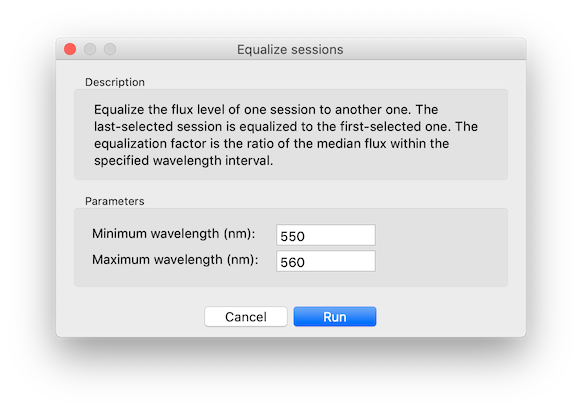 Equalize sessions
Description
Equalize the flux level of one session to another one. The
last-selected session is equalized to the first-selected one. The
equalization factor is the ratio of the median flux within the
specified wavelength interval.
Parameters
Minimum wavelength (nm): 550
Maximum wavelength (nm): 560
Cancel Run